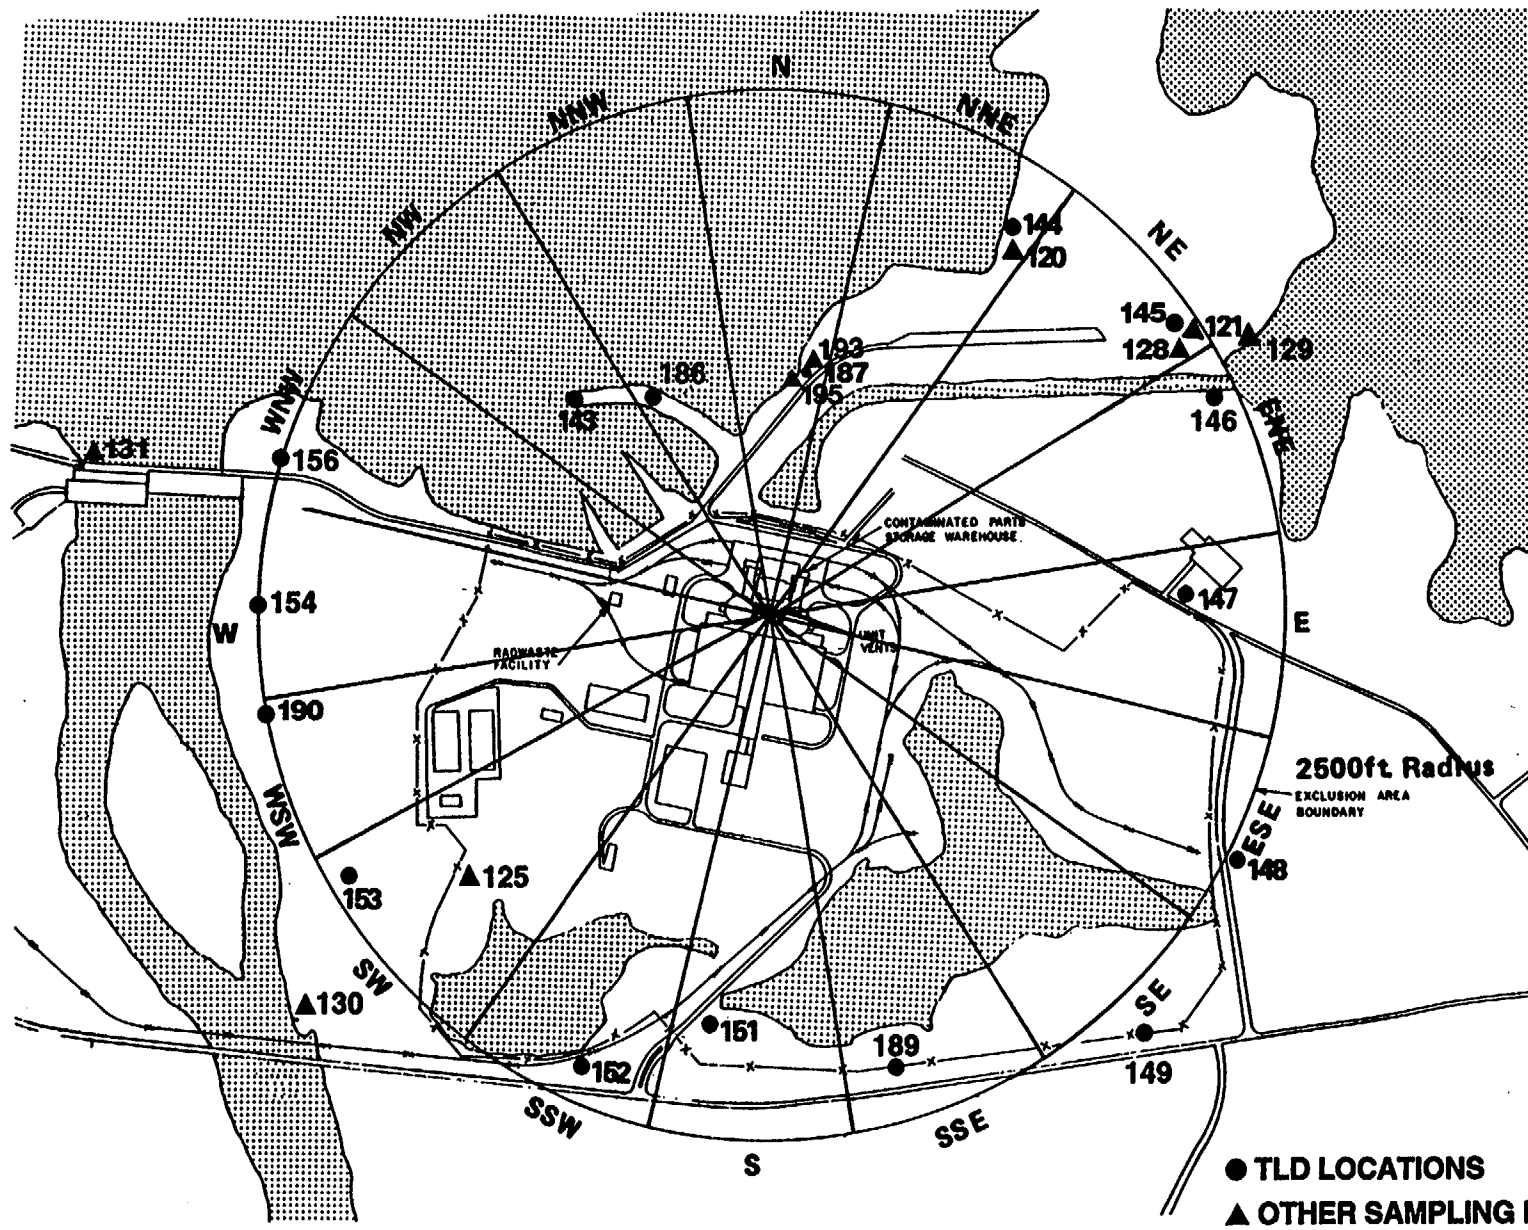 N
NNW
NNE
NW
NE
144
120
145
121
128
129
193
187
195
186
143
146
ENE
WNW
131
156
CONTAMINATED PARTS
STORAGE WAREHOUSE
154
147
W
E
UNIT
VENTS
RADWASTE
FACILITY
190
2500ft. Radius
EXCLUSION AREA
BOUNDARY
WSW
ESE
148
153
125
SW
SE
130
151
189
152
149
SSW
SSE
S
TLD LOCATIONS
OTHER SAMPLING